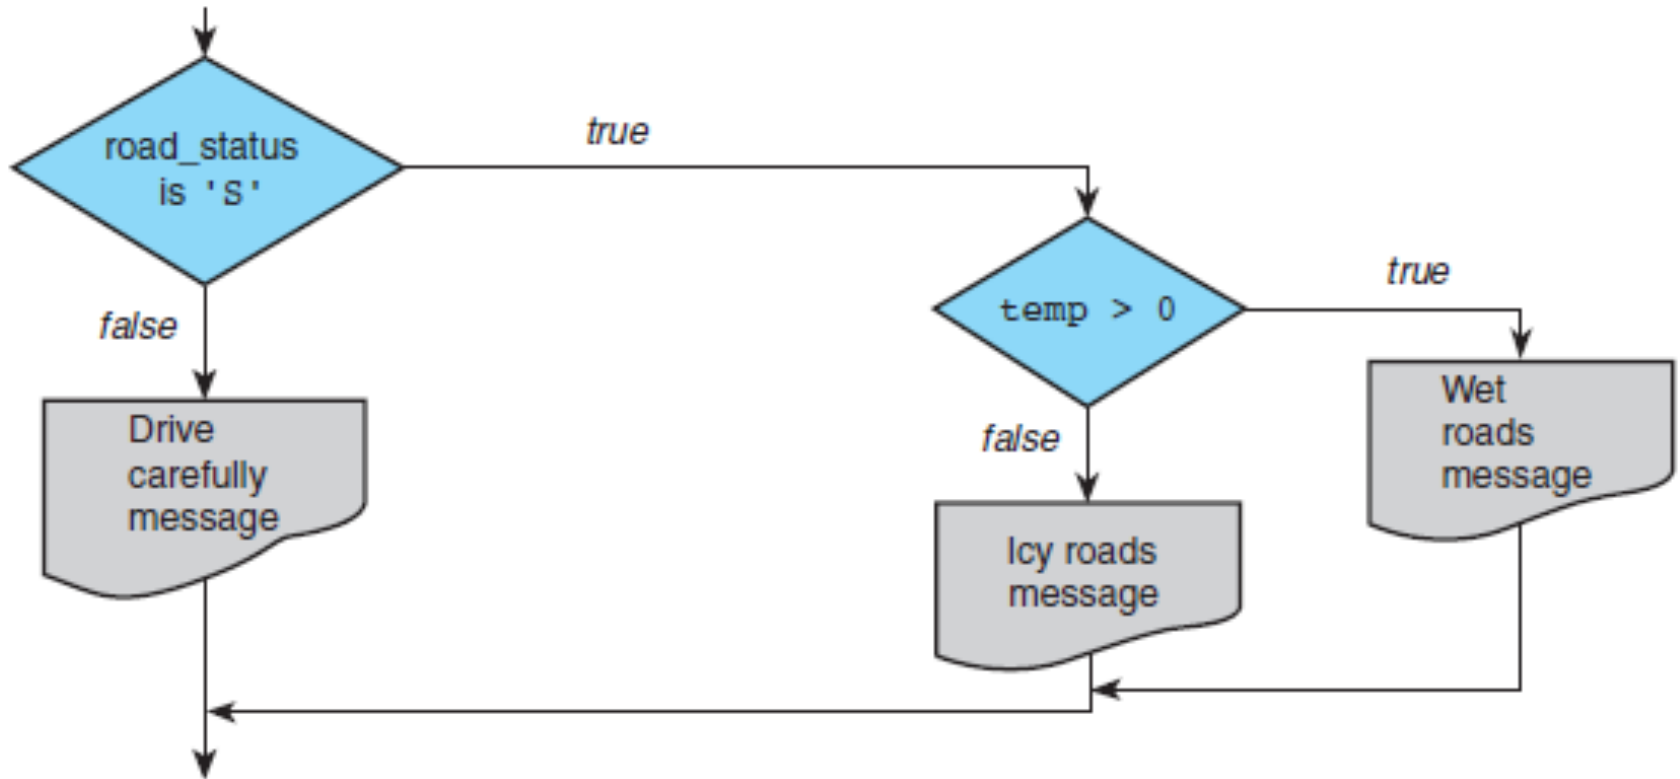 road_status
is 'S'
true
false
Drive
carefully
message
temp > 0
true
false
Icy roads
message
Wet
roads
message